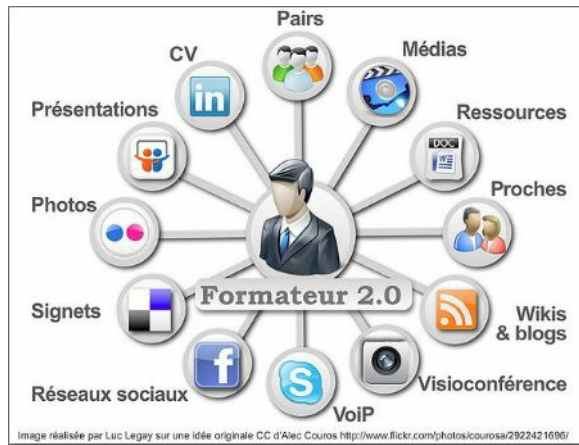 Pairs
CV
Médias
in
Présentations
Ressources
DOC
W
Photos
Proches
Formateur 2.0
Signets
Wikis
& blogs
f
S
Réseaux sociaux
Visioconférence
VoiP
Image réalisée par Luc Legay sur une idée originale CC d'Alec Couros http://www.flickr.com/photos/courosa/2922421696/